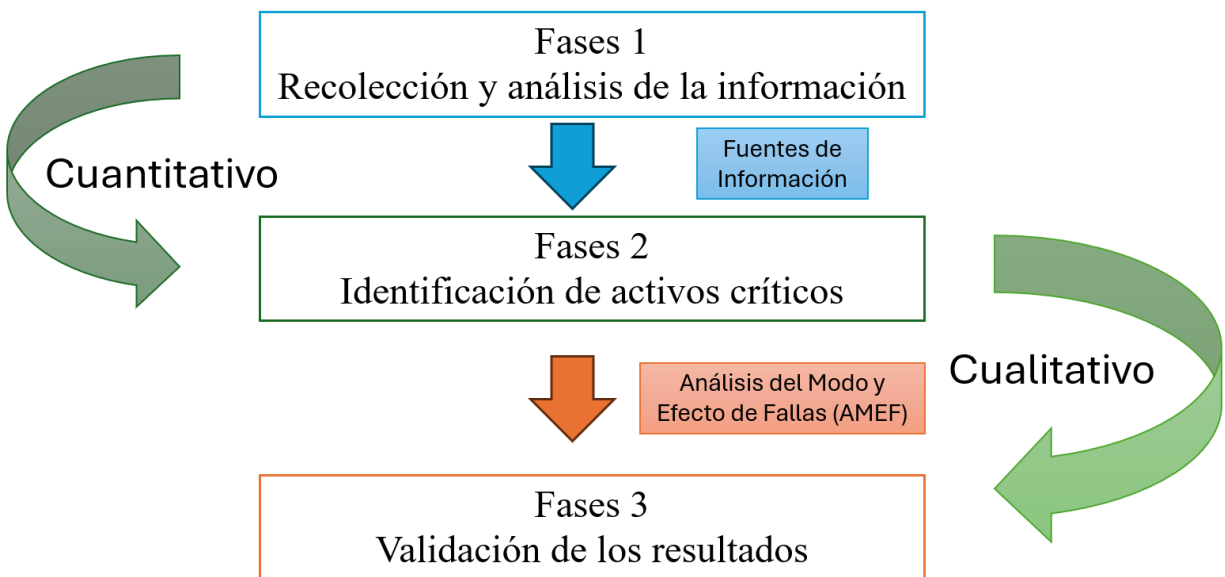 Fases 1
Recolección y análisis de la información
Cuantitativo
Fuentes de
Información
Fases 2
Identificación de activos críticos
Cualitativo
Análisis del Modo y
Efecto de Fallas (AMEF)
Fases 3
Validación de los resultados